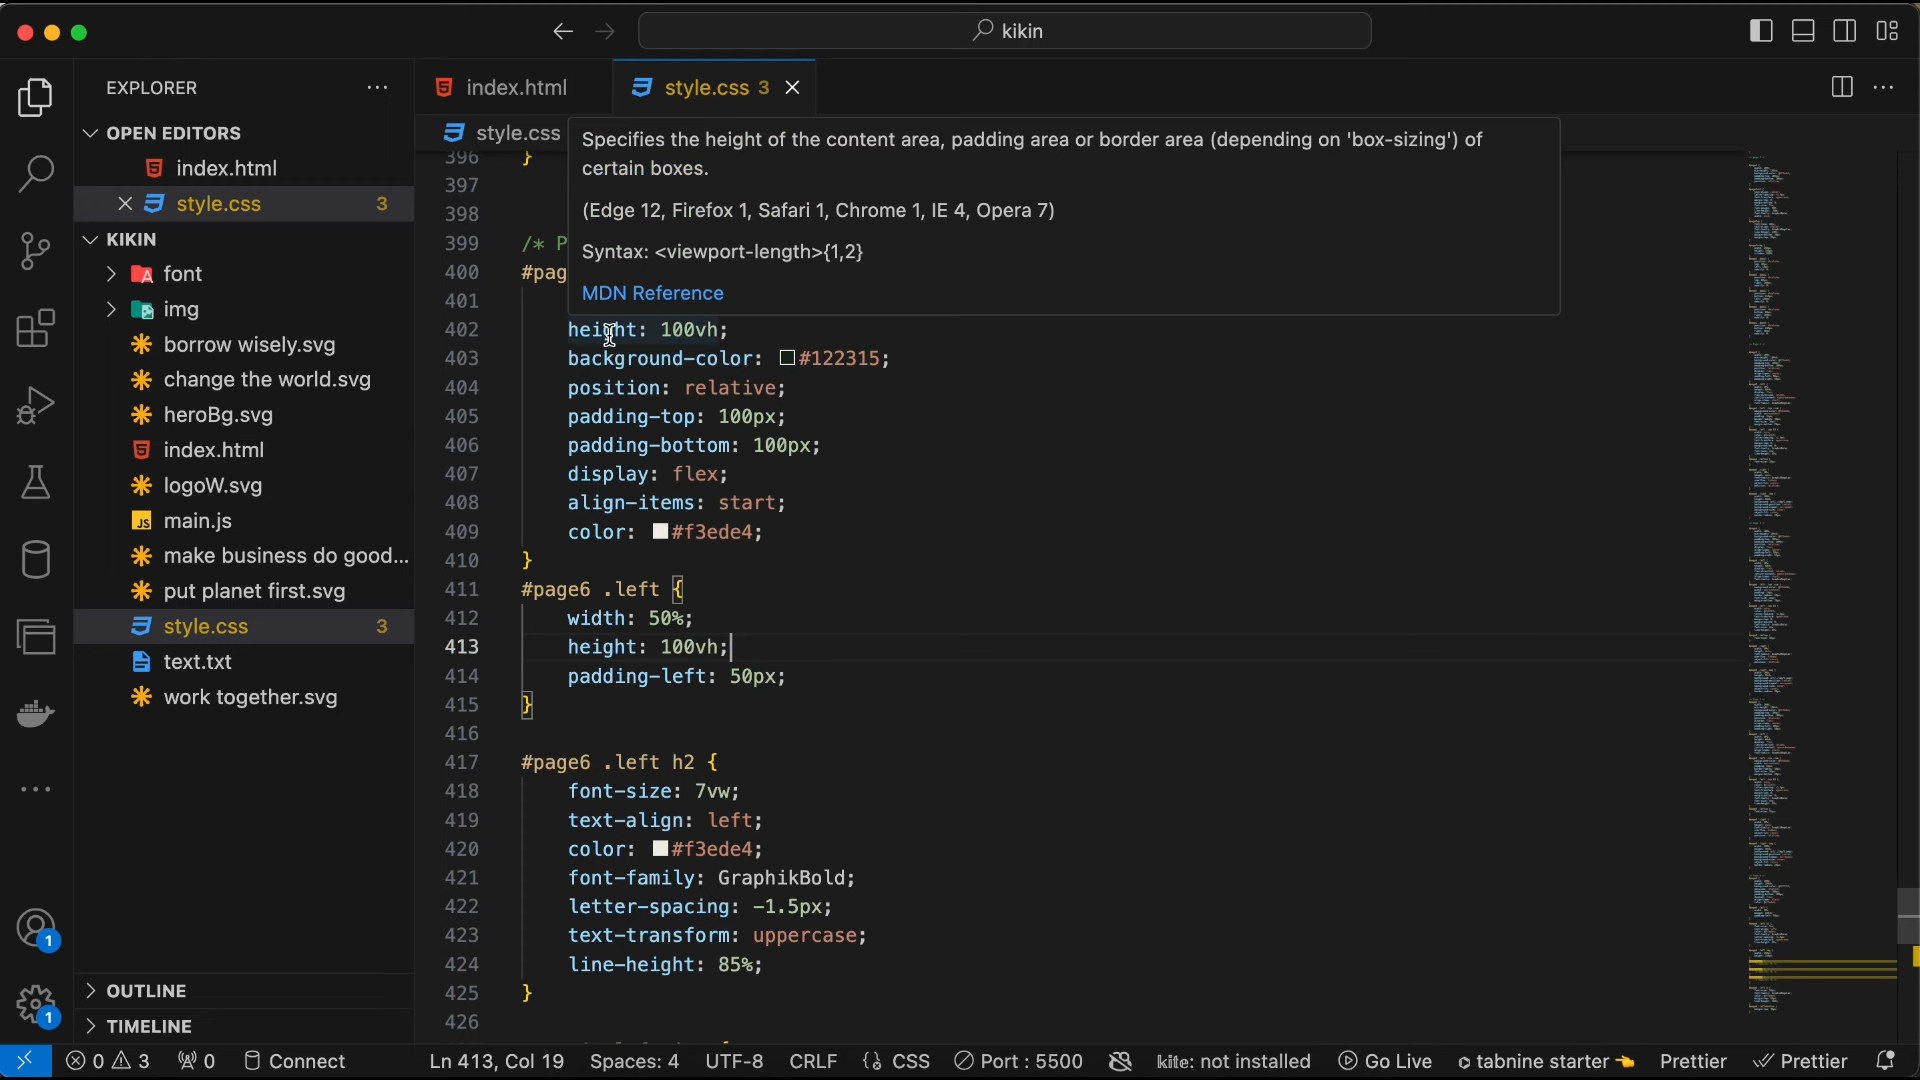 kikin
EXPLORER
OPEN EDITORS
index.html
style.css 3
KIKIN
font
img
borrow wisely.svg
change the world.svg
heroBg.svg
index.html
logoW.svg
main.js
make business do good...
put planet first.svg
style.css 3
text.txt
work together.svg
OUTLINE
TIMELINE
1
1
index.html
style.css 3
style.css
Specifies the height of the content area, padding area or border area (depending on 'box-sizing') of
certain boxes.
(Edge 12, Firefox 1, Safari 1, Chrome 1, IE 4, Opera 7)
Syntax: <viewport-length>{1,2}
MDN Reference
396 }
397
398
399 /* P
400 #pag
401
402 height: 100vh;
403 background-color: #122315;
404 position: relative;
405 padding-top: 100px;
406 padding-bottom: 100px;
407 display: flex;
408 align-items: start;
409 color: #f3ede4;
410 }
411 #page6 .left {
412 width: 50%;
413 height: 100vh;
414 padding-left: 50px;
415 }
416
417 #page6 .left h2 {
418 font-size: 7vw;
419 text-align: left;
420 color: #f3ede4;
421 font-family: GraphikBold;
422 letter-spacing: -1.5px;
423 text-transform: uppercase;
424 line-height: 85%;
425 }
426
0 3 0 Connect Ln 413, Col 19 Spaces: 4 UTF-8 CRLF {} CSS Port : 5500 kite: not installed Go Live tabnine starter Prettier Prettier